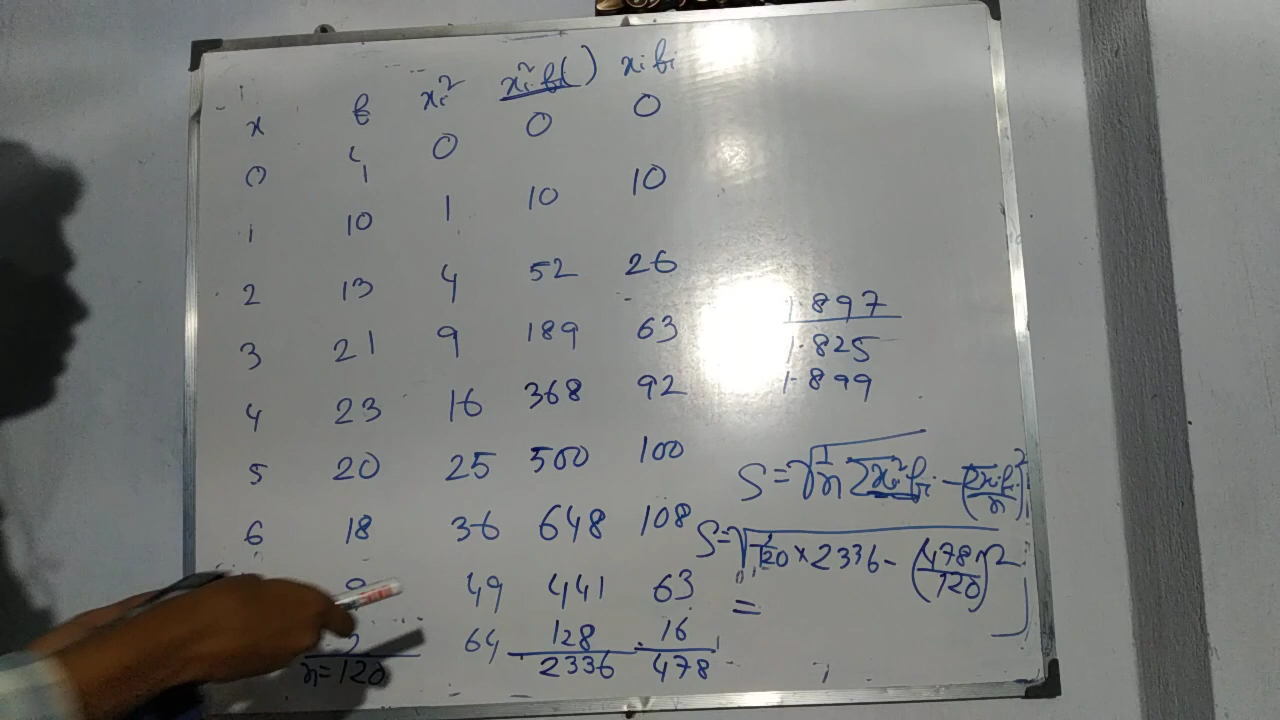 x f xᵢ² xᵢ²fᵢ() xᵢfᵢ
0 1 0 0 0
1 10 1 10 10
2 13 4 52 26
3 21 9 189 63
4 23 16 368 92
5 20 25 500 100
6 18 36 648 108
49 441 63
64 128 16
n=120 2336 478
1.897
1.825
1.899
S=√1/n Σxᵢ²fᵢ - (Σxᵢfᵢ/n)²
S=√1/120×2336-(478/120)²
=